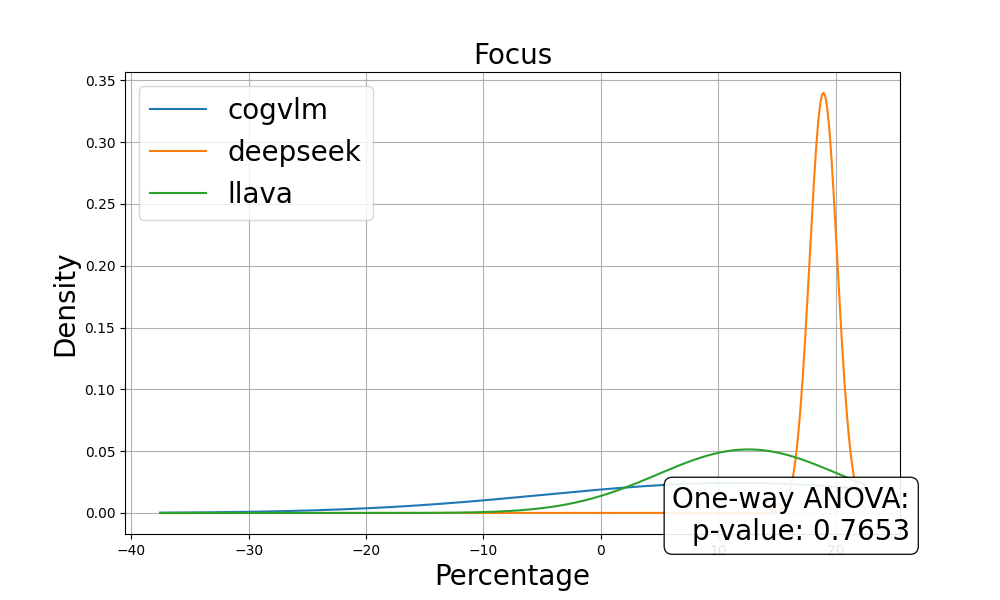 Focus
0.35
0.30
0.25
0.20
0.15
0.10
0.05
0.00
Density
cogvlm
deepseek
llava
One-way ANOVA:
p-value: 0.7653
−40
−30
−20
−10
0
10
20
Percentage